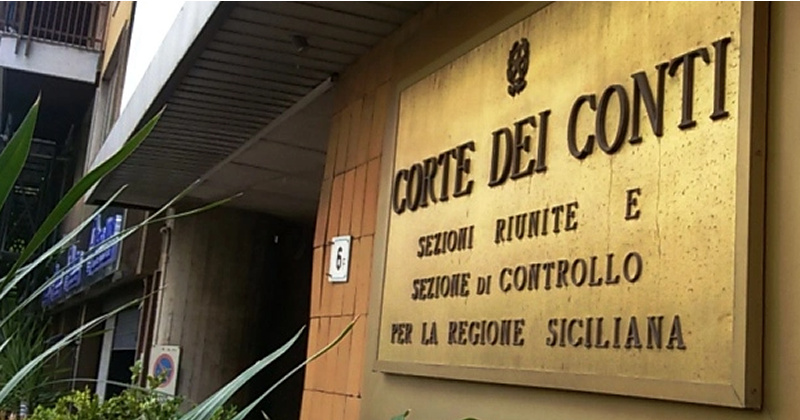 CORTE DEI CONTI
SEZIONI RIUNITE E
SEZIONE DI CONTROLLO
PER LA REGIONE SICILIANA
6